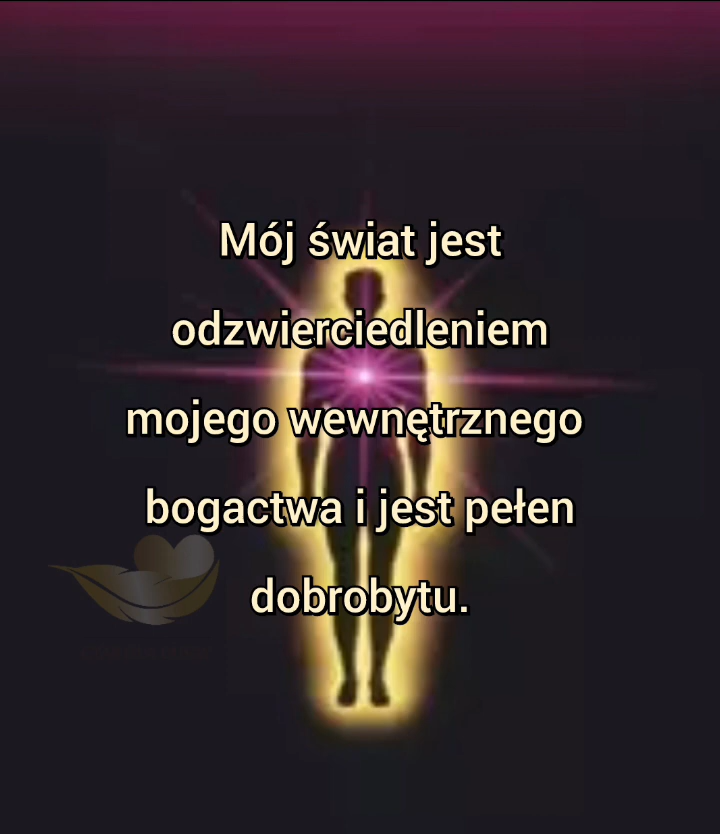 Mój świat jest
odzwierciedleniem
mojego wewnętrznego
bogactwa i jest pełen
dobrobytu.